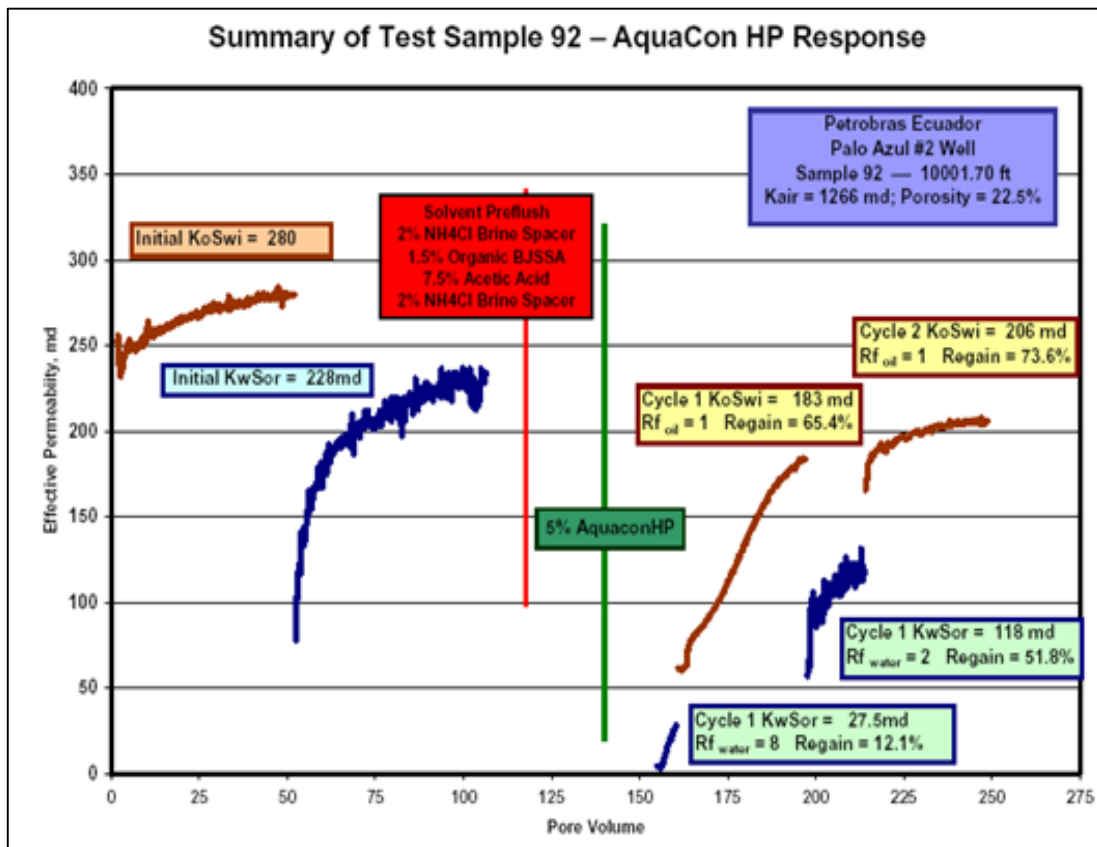 Summary of Test Sample 92 – AquaCon HP Response
400
350
300
250
200
150
100
50
0
Effective Permeability, md
Petrobras Ecuador
Palo Azul #2 Well
Sample 92 — 10001.70 ft
Kair = 1266 md; Porosity = 22.5%
Solvent Preflush
2% NH4Cl Brine Spacer
1.5% Organic BJSSA
7.5% Acetic Acid
2% NH4Cl Brine Spacer
Initial KoSwi = 280
Initial KwSor = 228md
Cycle 2 KoSwi = 206 md
Rf oil = 1 Regain = 73.6%
Cycle 1 KoSwi = 183 md
Rf oil = 1 Regain = 65.4%
5% AquaconHP
Cycle 1 KwSor = 118 md
Rf water = 2 Regain = 51.8%
Cycle 1 KwSor = 27.5md
Rf water = 8 Regain = 12.1%
0 25 50 75 100 125 150 175 200 225 250 275
Pore Volume